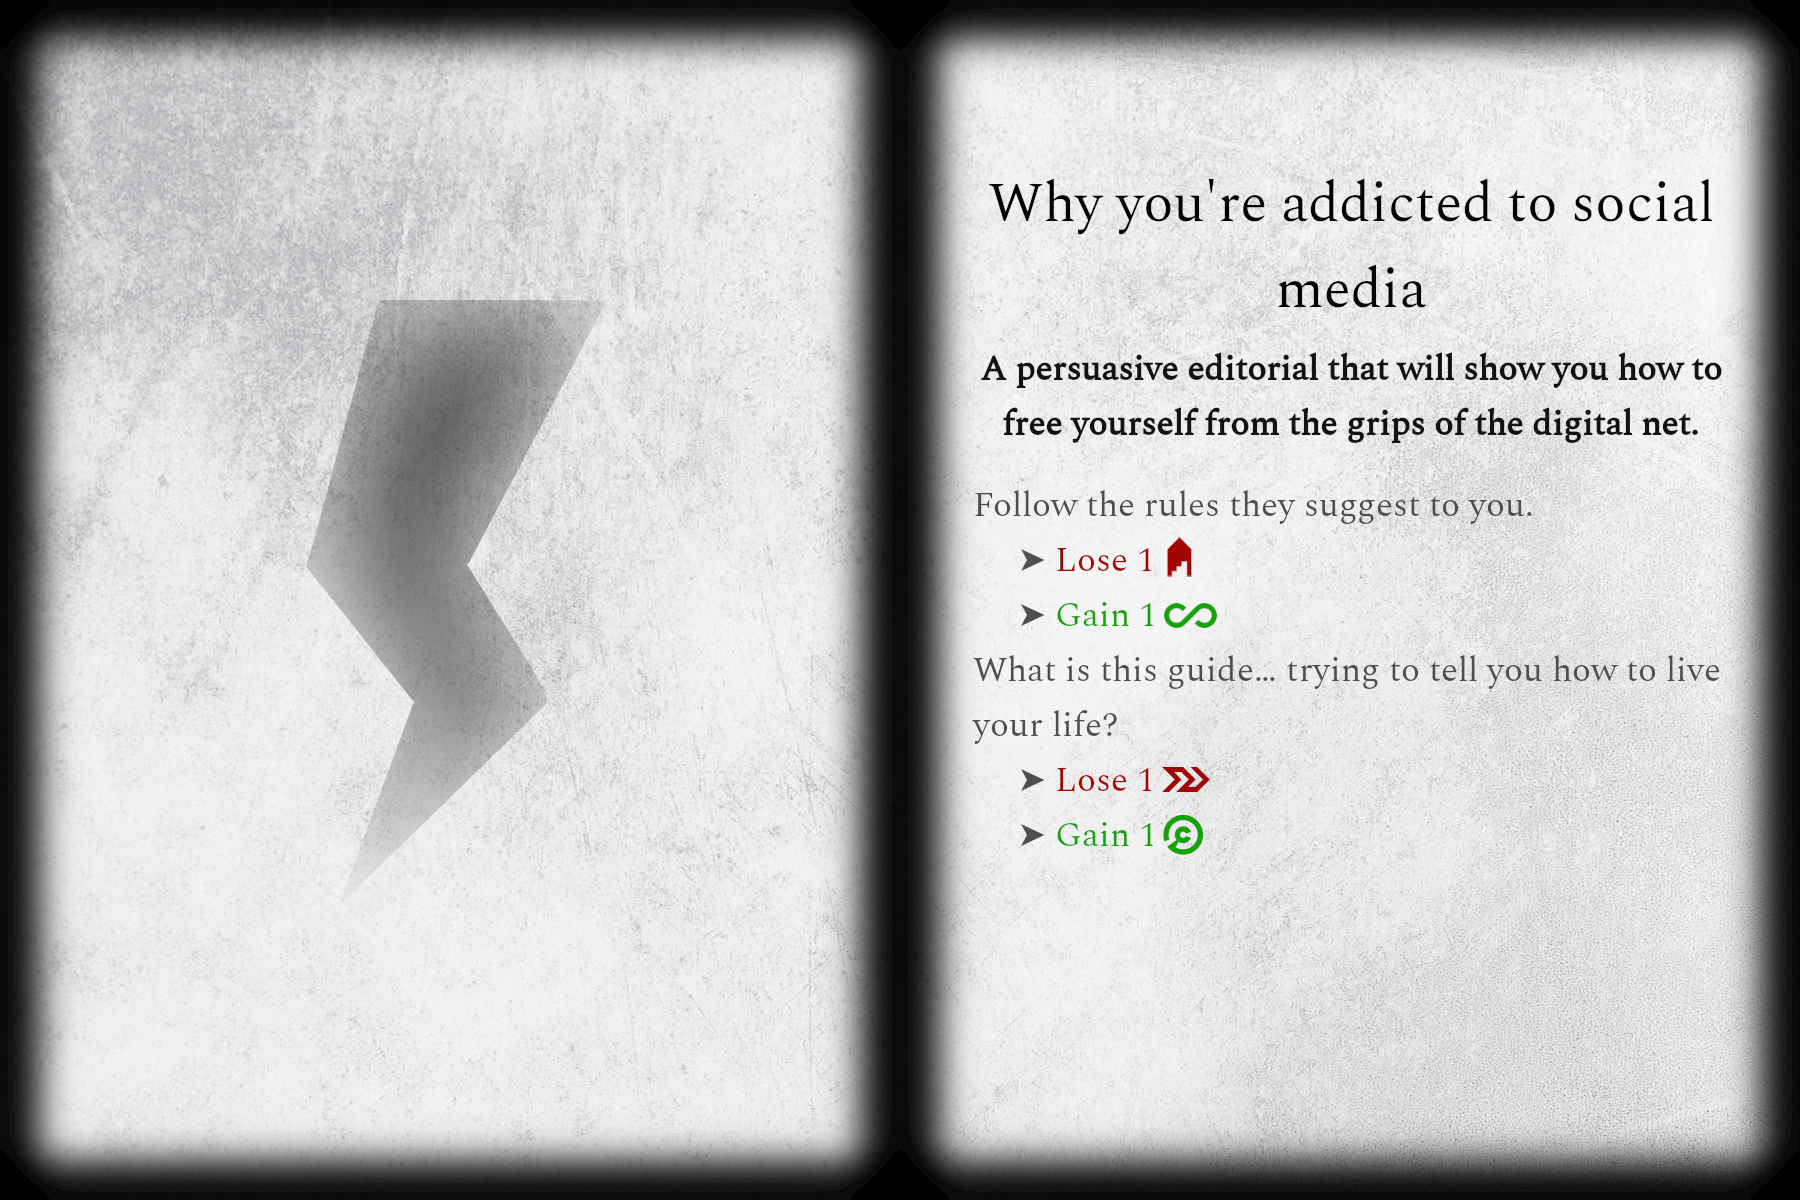 Why you're addicted to social
media
A persuasive editorial that will show you how to
free yourself from the grips of the digital net.
Follow the rules they suggest to you.
➤ Lose 1
➤ Gain 1
What is this guide... trying to tell you how to live
your life?
➤ Lose 1
➤ Gain 1